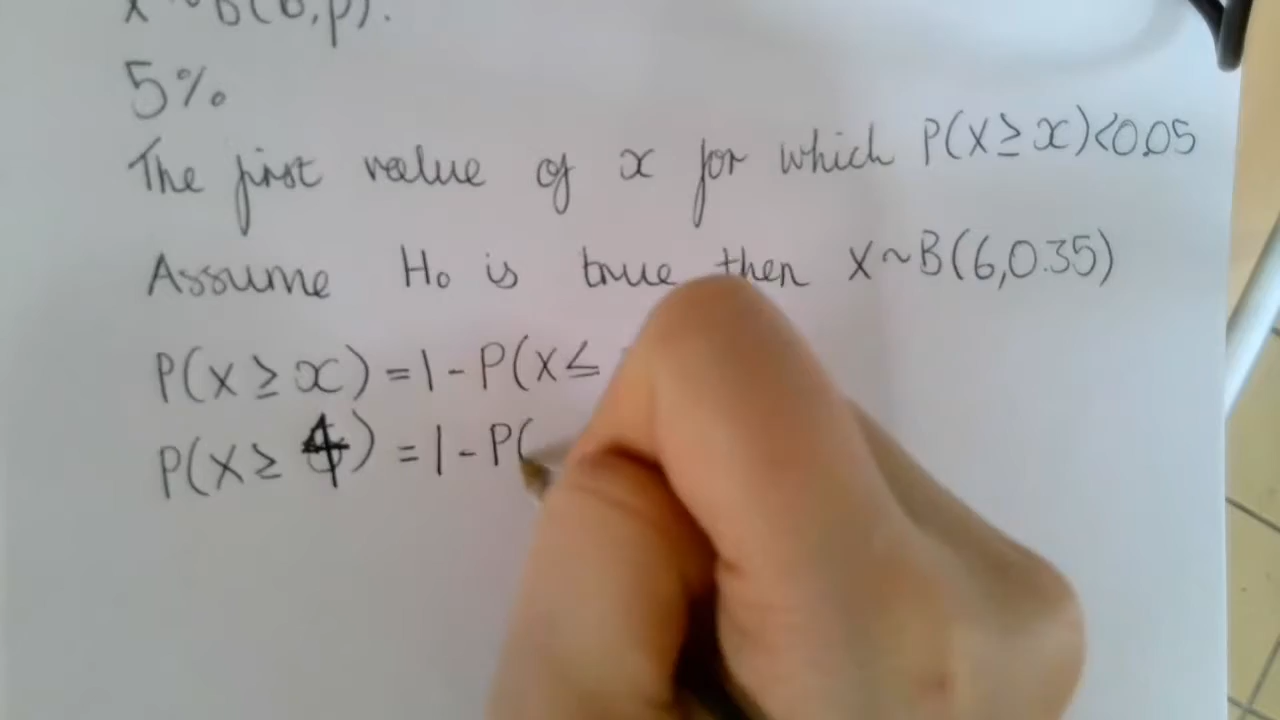 X ~ B(6,p).
5%
The first value of x for which P(X ≥ x)<0.05
Assume H₀ is true then X~B(6,0.35)
P(X ≥ x) = 1 - P(X ≤
P(X ≥ 4) = 1 - P(